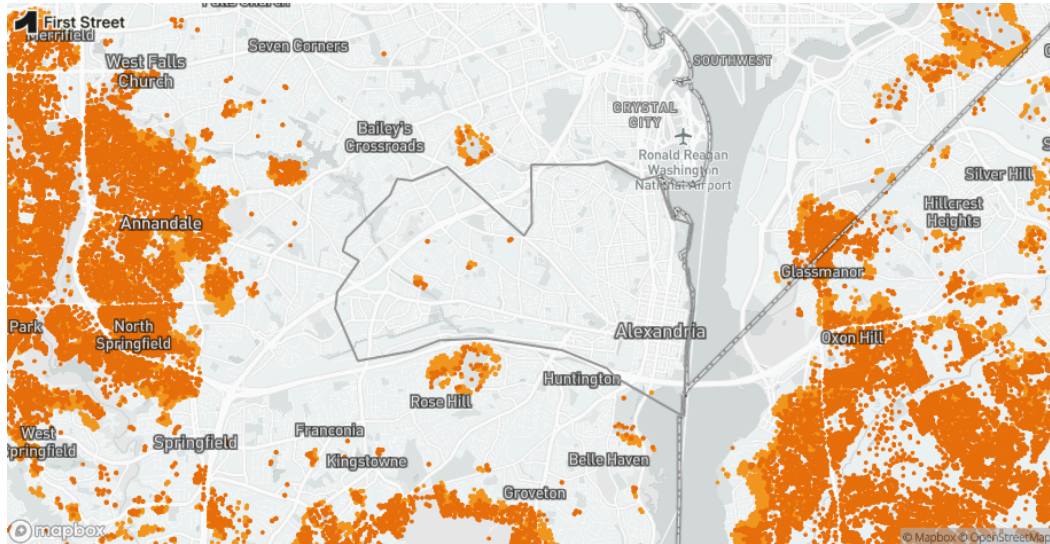 First Street
Merrifield
Seven Corners
West Falls
Church
SOUTHWEST
CRYSTAL
CITY
Bailey's
Crossroads
Ronald Reagan
Washington
National Airport
Silver Hill
Annandale
Hillcrest
Heights
Glassmanor
Park
North
Springfield
Alexandria
Oxon Hill
Huntington
Rose Hill
West
Springfield
Springfield
Franconia
Kingstowne
Belle Haven
Groveton
mapbox
© Mapbox © OpenStreetMap